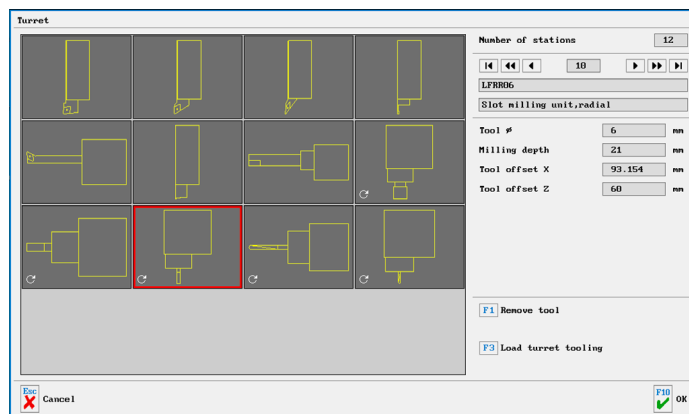 Turret
Number of stations 12
10
LFRR06
Slot milling unit,radial
Tool ø 6 mm
Milling depth 21 mm
Tool offset X 93.154 mm
Tool offset Z 60 mm
F1 Remove tool
F3 Load turret tooling
Esc Cancel
F10 OK